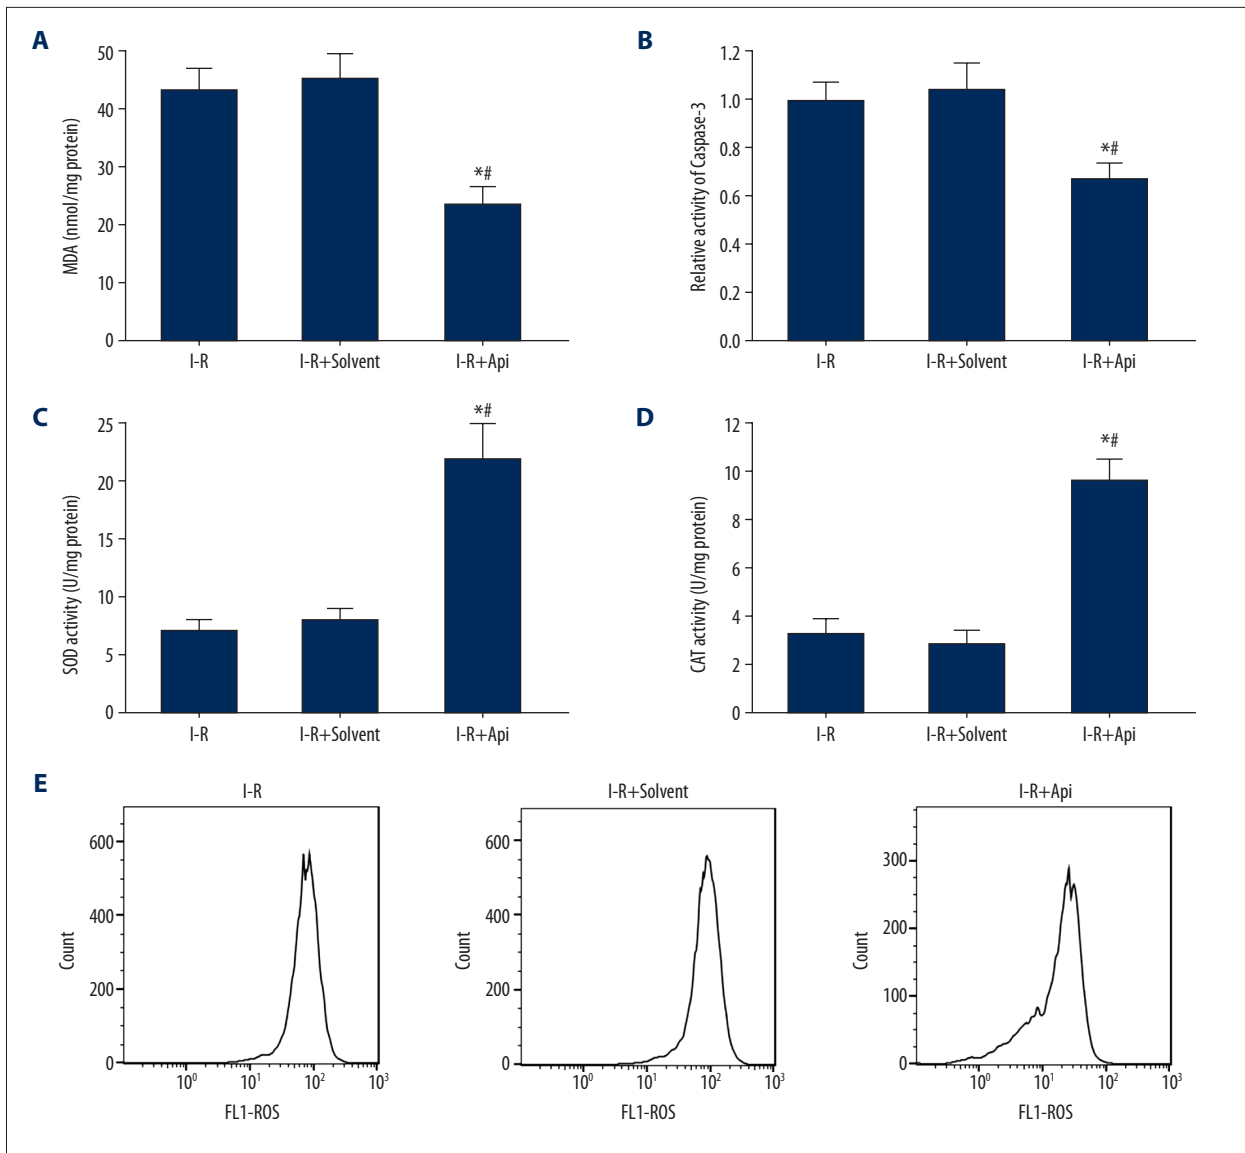 A
MDA (nmol/mg protein)
50
40
30
20
10
0
*#
I-R
I-R+Solvent
I-R+Api
B
Relative activity of Caspase-3
1.2
1.0
0.8
0.6
0.4
0.2
0.0
*#
I-R
I-R+Solvent
I-R+Api
C
SOD activity (U/mg protein)
25
20
15
10
5
0
*#
I-R
I-R+Solvent
I-R+Api
D
CAT activity (U/mg protein)
12
10
8
6
4
2
0
*#
I-R
I-R+Solvent
I-R+Api
E
I-R
Count
600
400
200
0
10⁰ 10¹ 10² 10³
FL1-ROS
I-R+Solvent
Count
600
400
200
0
10⁰ 10¹ 10² 10³
FL1-ROS
I-R+Api
Count
300
200
100
0
10⁰ 10¹ 10² 10³
FL1-ROS